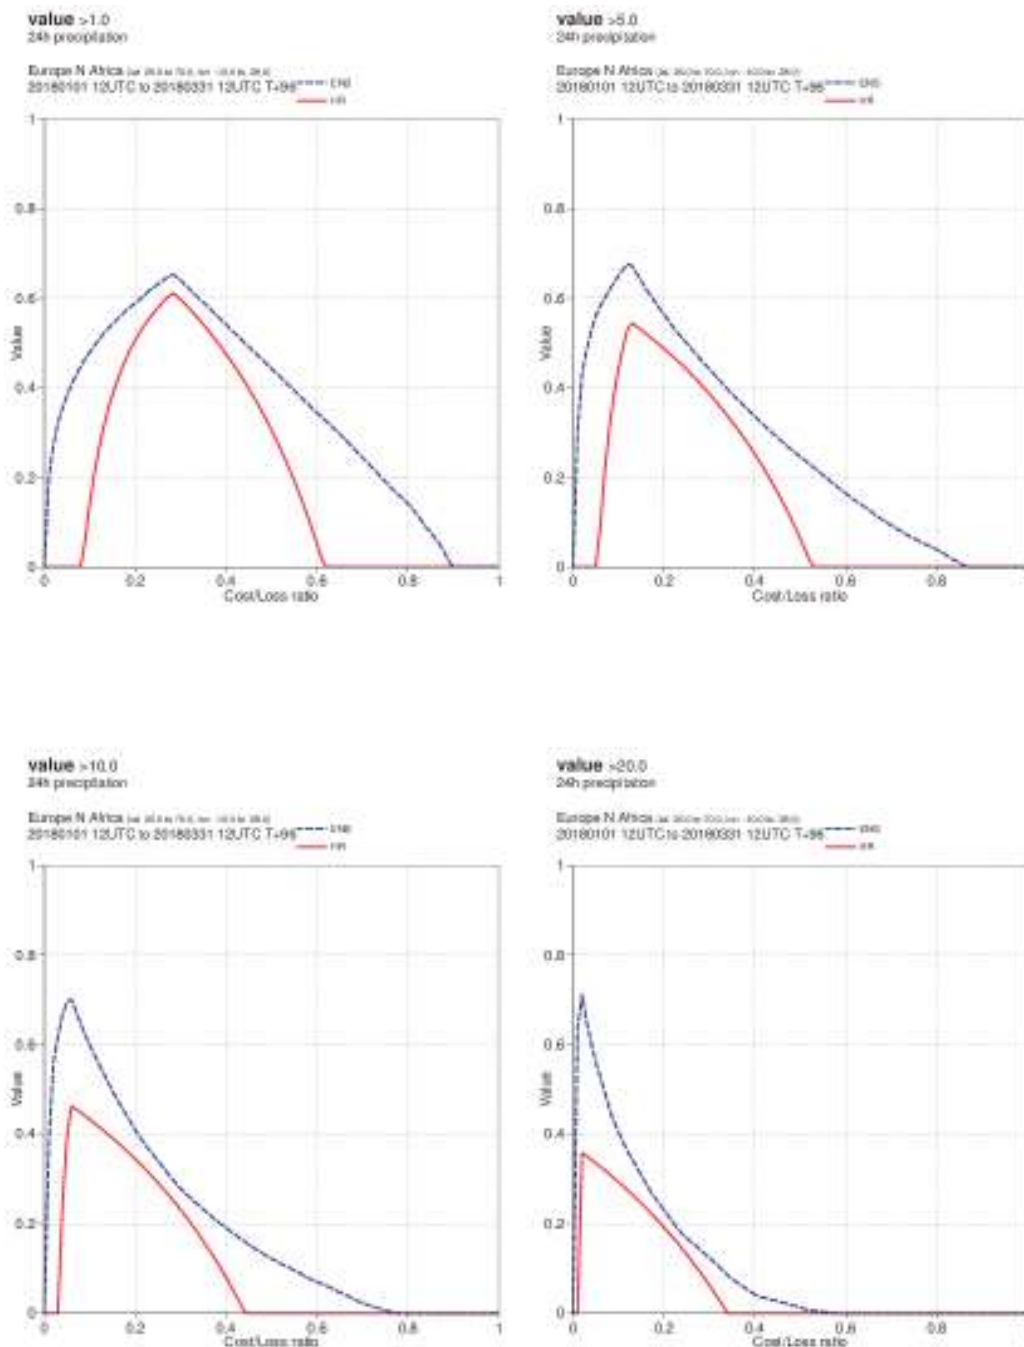 value >1.0
24h precipitation
Europe N Africa
20180101 12UTC to 20180331 12UTC T+96
ENS
HR
1
0.8
0.6
Value
0.4
0.2
0
0 0.2 0.4 0.6 0.8 1
Cost/Loss ratio
value >5.0
24h precipitation
Europe N Africa
20180101 12UTC to 20180331 12UTC T+96
ENS
HR
1
0.8
0.6
Value
0.4
0.2
0
0 0.2 0.4 0.6 0.8
Cost/Loss ratio
value >10.0
24h precipitation
Europe N Africa
20180101 12UTC to 20180331 12UTC T+96
ENS
HR
1
0.8
0.6
Value
0.4
0.2
0
0 0.2 0.4 0.6 0.8 1
Cost/Loss ratio
value >20.0
24h precipitation
Europe N Africa
20180101 12UTC to 20180331 12UTC T+96
ENS
HR
1
0.8
0.6
Value
0.4
0.2
0
0 0.2 0.4 0.6 0.8
Cost/Loss ratio